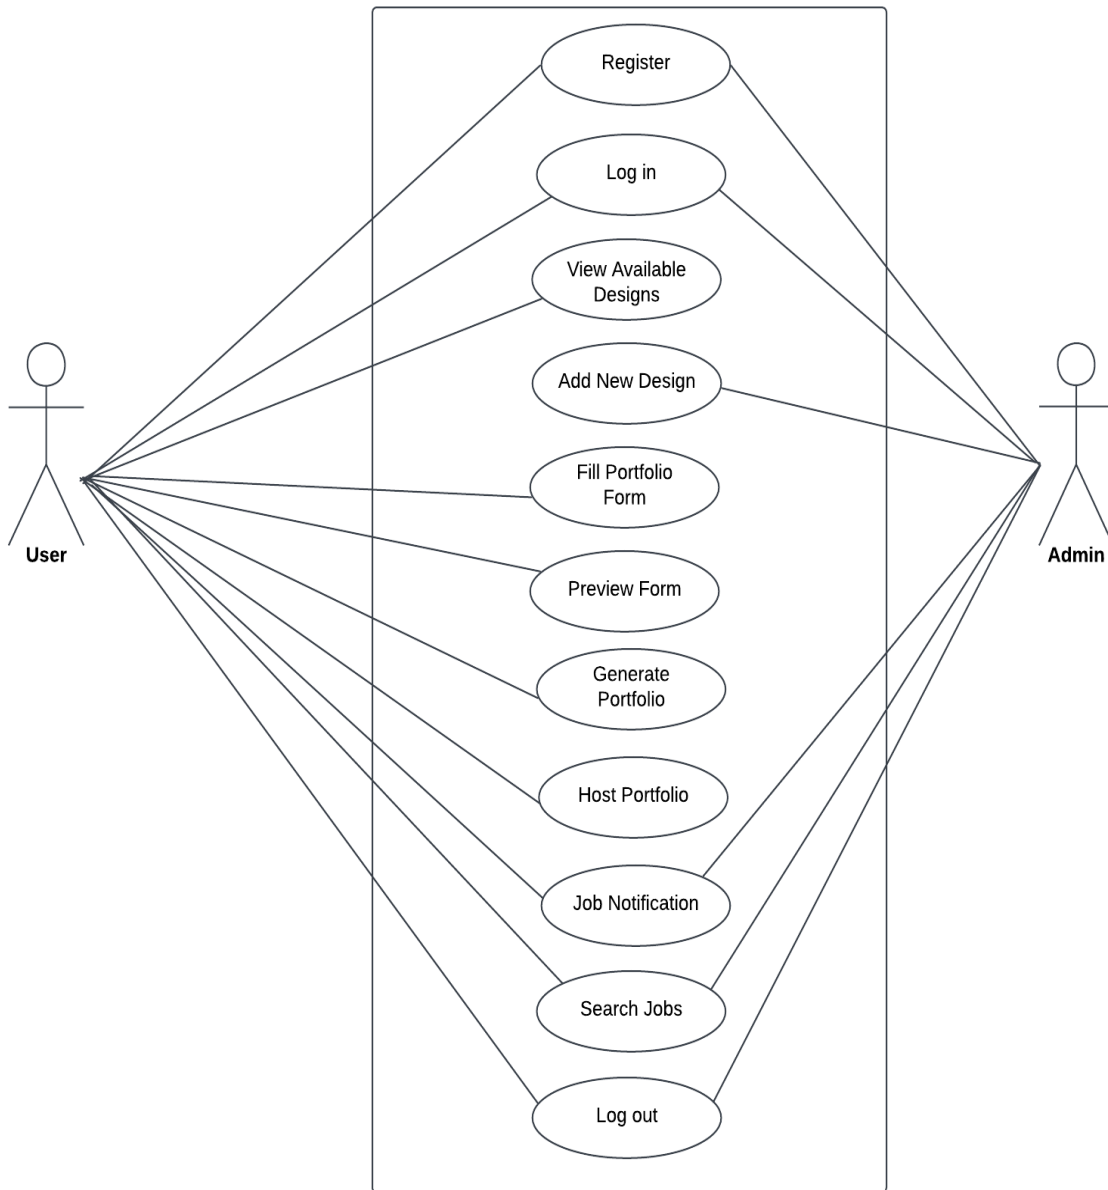 Register
Log in
View Available
Designs
Add New Design
Fill Portfolio
Form
Preview Form
Generate
Portfolio
Host Portfolio
Job Notification
Search Jobs
Log out
User
Admin